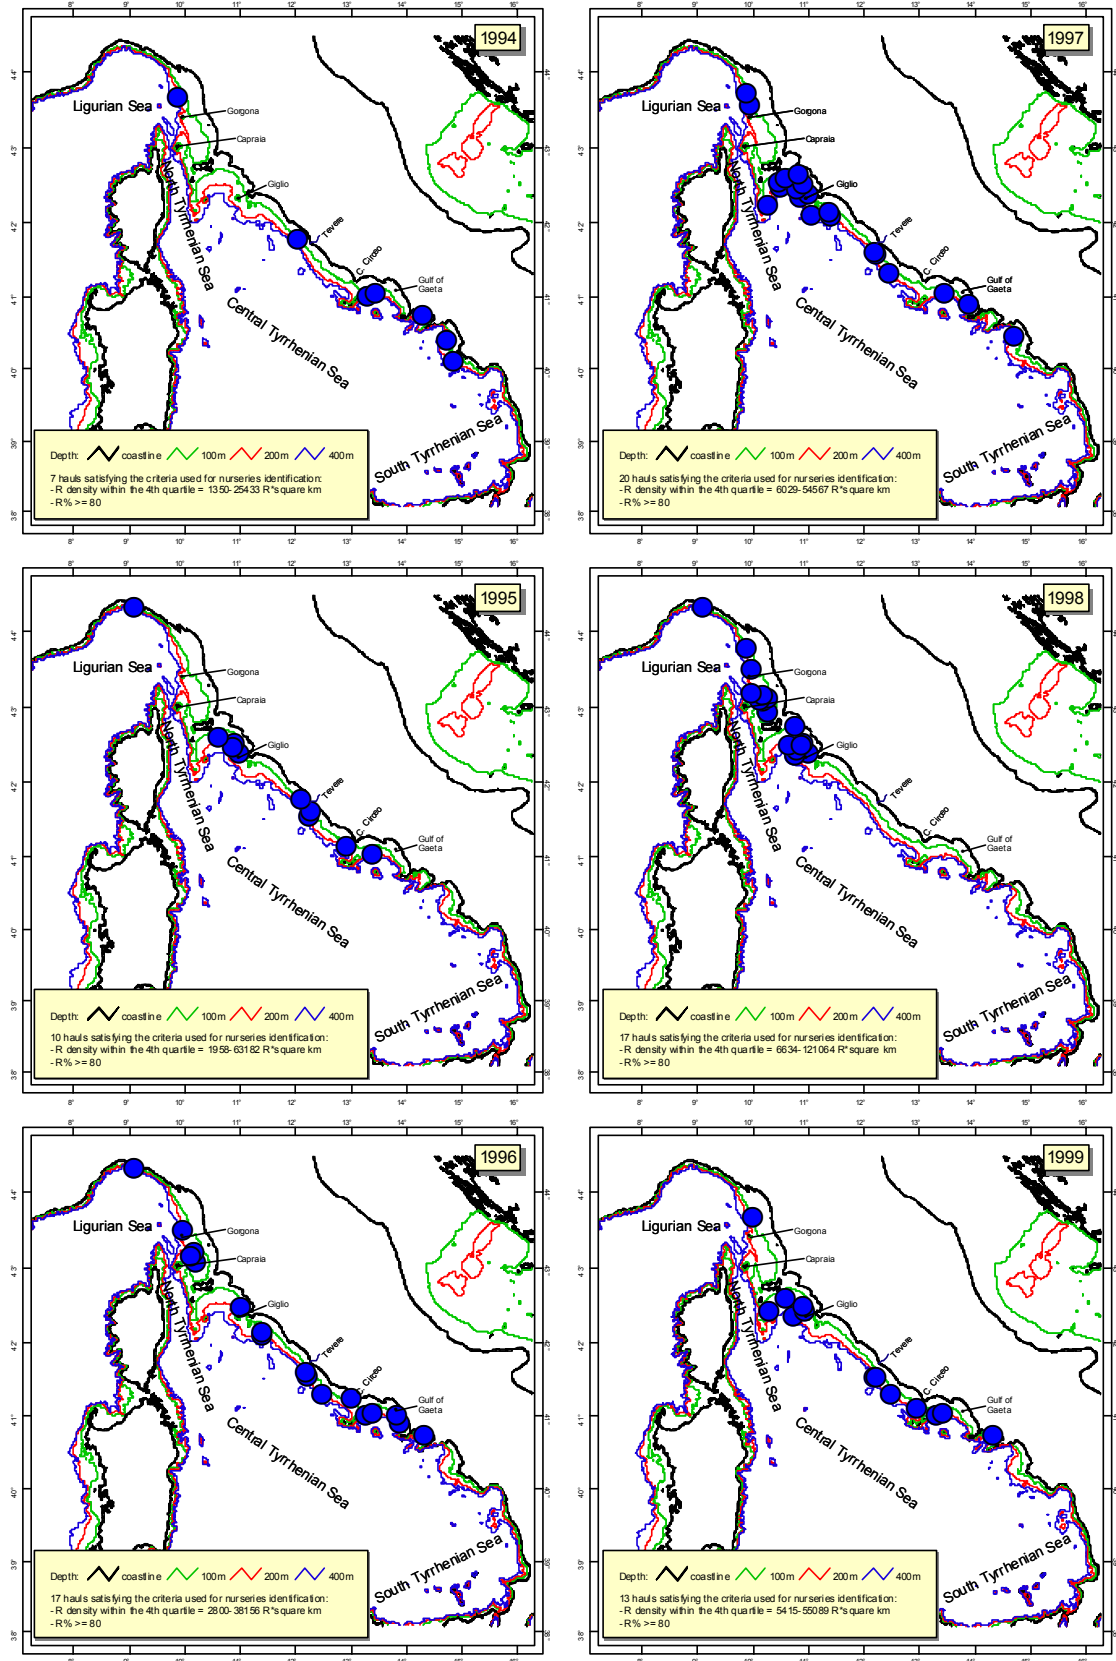 1994
Ligurian Sea
Gorgona
Capraia
Giglio
North Tyrrhenian Sea
Tevere
C. Circeo
Gulf of
Gaeta
Central Tyrrhenian Sea
South Tyrrhenian Sea
Depth: coastline 100m 200m 400m
7 hauls satisfying the criteria used for nurseries identification:
- R density within the 4th quartile = 1350-25433 R*square km
- R% >= 80
1997
Ligurian Sea
Gorgona
Capraia
Giglio
North Tyrrhenian Sea
Tevere
C. Circeo
Gulf of
Gaeta
Central Tyrrhenian Sea
South Tyrrhenian Sea
Depth: coastline 100m 200m 400m
20 hauls satisfying the criteria used for nurseries identification:
- R density within the 4th quartile = 6029-54567 R*square km
- R% >= 80
1995
Ligurian Sea
Gorgona
Capraia
Giglio
North Tyrrhenian Sea
Tevere
C. Circeo
Gulf of
Gaeta
Central Tyrrhenian Sea
South Tyrrhenian Sea
Depth: coastline 100m 200m 400m
10 hauls satisfying the criteria used for nurseries identification:
- R density within the 4th quartile = 1958-63182 R*square km
- R% >= 80
1998
Ligurian Sea
Gorgona
Capraia
Giglio
North Tyrrhenian Sea
Tevere
C. Circeo
Gulf of
Gaeta
Central Tyrrhenian Sea
South Tyrrhenian Sea
Depth: coastline 100m 200m 400m
17 hauls satisfying the criteria used for nurseries identification:
- R density within the 4th quartile = 6634-121064 R*square km
- R% >= 80
1996
Ligurian Sea
Gorgona
Capraia
Giglio
North Tyrrhenian Sea
Tevere
C. Circeo
Gulf of
Gaeta
Central Tyrrhenian Sea
South Tyrrhenian Sea
Depth: coastline 100m 200m 400m
17 hauls satisfying the criteria used for nurseries identification:
- R density within the 4th quartile = 2800-38156 R*square km
- R% >= 80
1999
Ligurian Sea
Gorgona
Capraia
Giglio
North Tyrrhenian Sea
Tevere
C. Circeo
Gulf of
Gaeta
Central Tyrrhenian Sea
South Tyrrhenian Sea
Depth: coastline 100m 200m 400m
13 hauls satisfying the criteria used for nurseries identification:
- R density within the 4th quartile = 5415-55089 R*square km
- R% >= 80